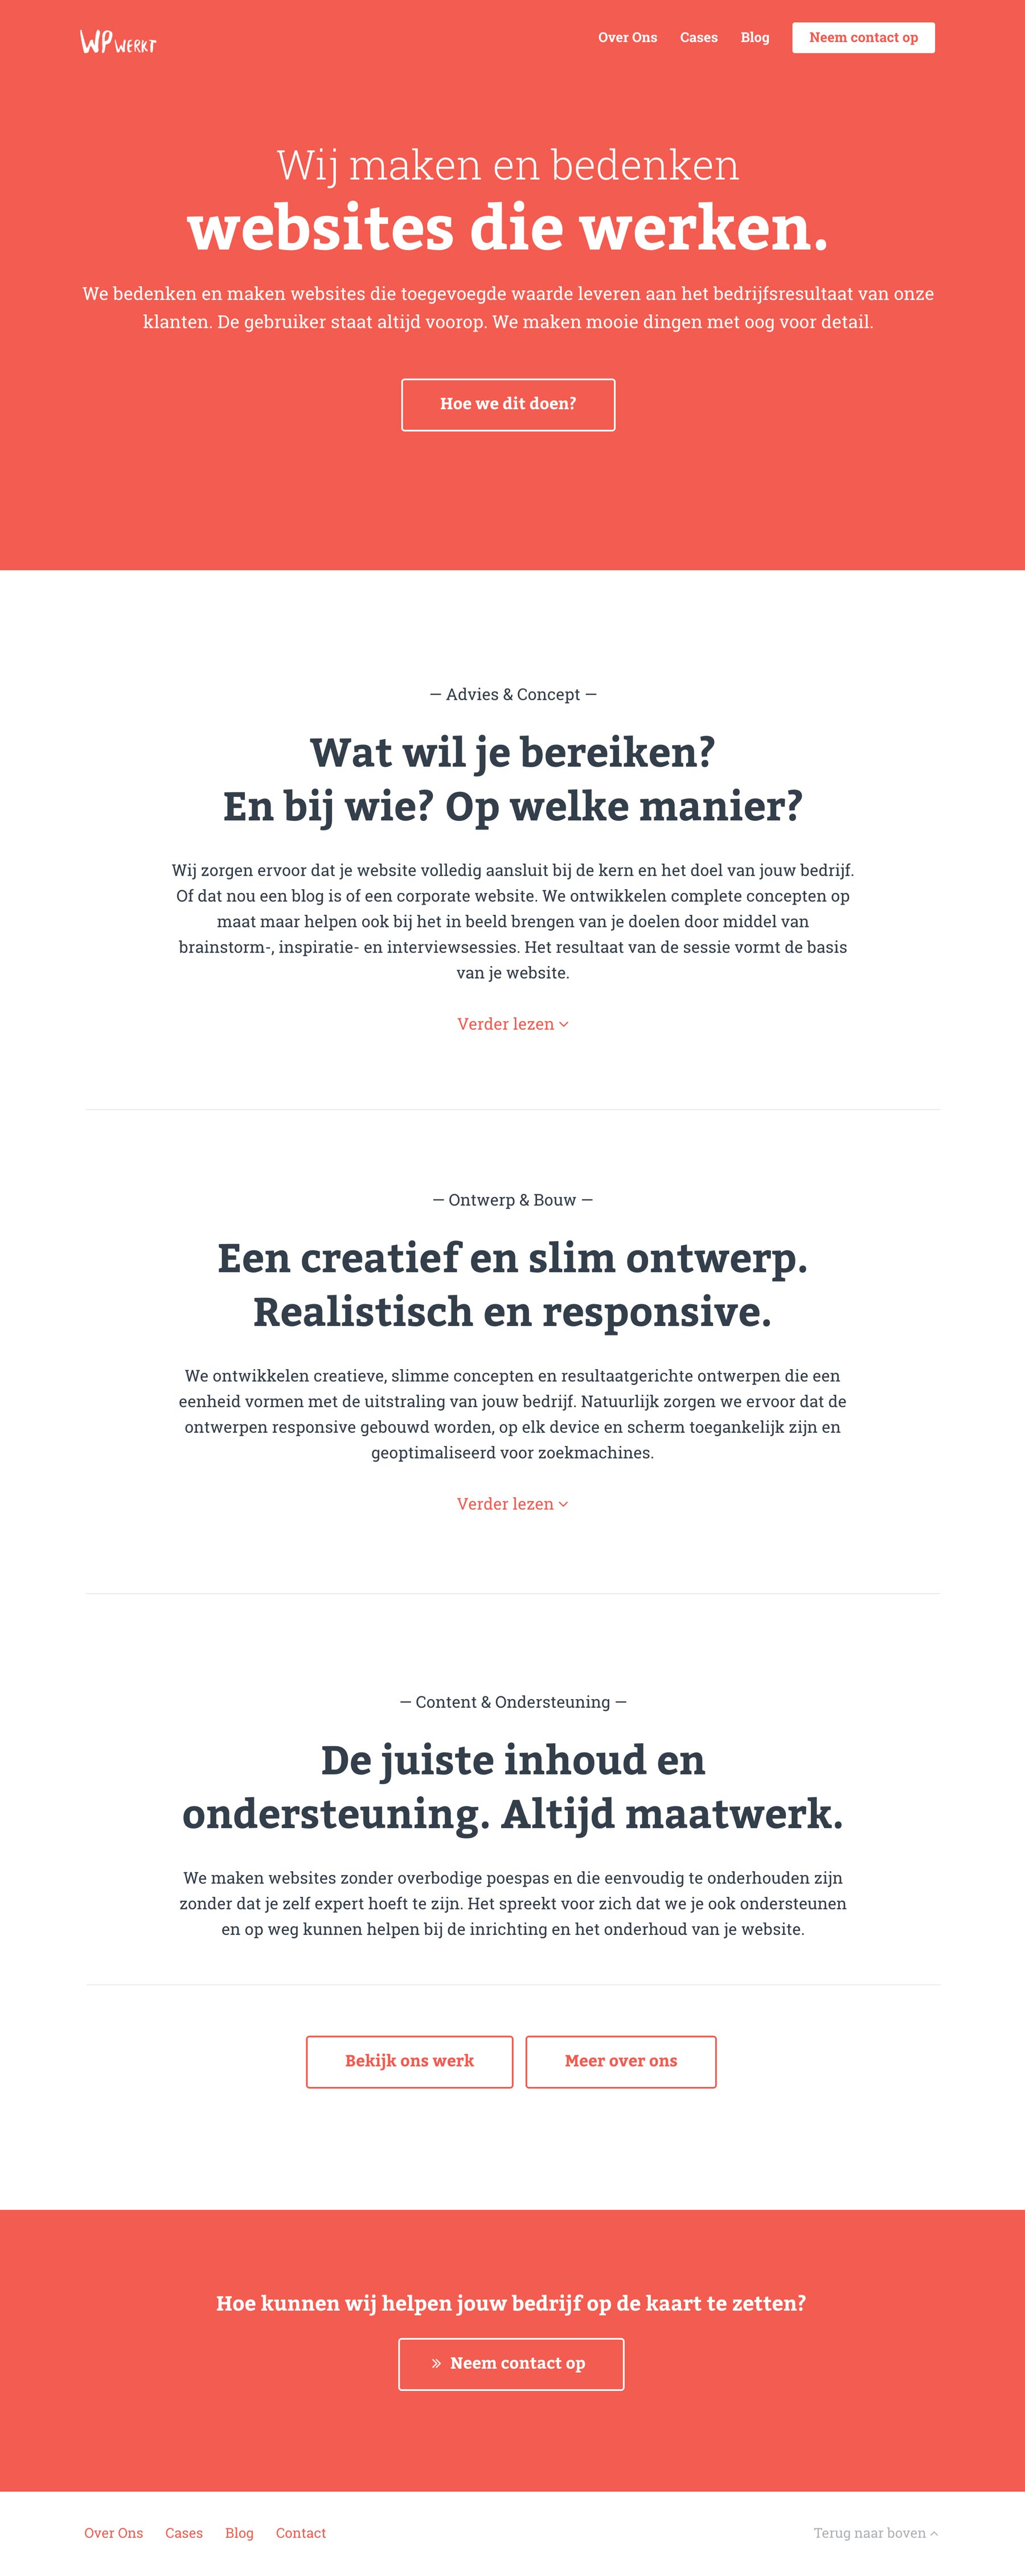 WP WERKT
Over Ons
Cases
Blog
Neem contact op
Wij maken en bedenken
websites die werken.
We bedenken en maken websites die toegevoegde waarde leveren aan het bedrijfsresultaat van onze
klanten. De gebruiker staat altijd voorop. We maken mooie dingen met oog voor detail.
Hoe we dit doen?
— Advies & Concept —
Wat wil je bereiken?
En bij wie? Op welke manier?
Wij zorgen ervoor dat je website volledig aansluit bij de kern en het doel van jouw bedrijf.
Of dat nou een blog is of een corporate website. We ontwikkelen complete concepten op
maat maar helpen ook bij het in beeld brengen van je doelen door middel van
brainstorm-, inspiratie- en interviewsessies. Het resultaat van de sessie vormt de basis
van je website.
Verder lezen
— Ontwerp & Bouw —
Een creatief en slim ontwerp.
Realistisch en responsive.
We ontwikkelen creatieve, slimme concepten en resultaatgerichte ontwerpen die een
eenheid vormen met de uitstraling van jouw bedrijf. Natuurlijk zorgen we ervoor dat de
ontwerpen responsive gebouwd worden, op elk device en scherm toegankelijk zijn en
geoptimaliseerd voor zoekmachines.
Verder lezen
— Content & Ondersteuning —
De juiste inhoud en
ondersteuning. Altijd maatwerk.
We maken websites zonder overbodige poespas en die eenvoudig te onderhouden zijn
zonder dat je zelf expert hoeft te zijn. Het spreekt voor zich dat we je ook ondersteunen
en op weg kunnen helpen bij de inrichting en het onderhoud van je website.
Bekijk ons werk
Meer over ons
Hoe kunnen wij helpen jouw bedrijf op de kaart te zetten?
» Neem contact op
Over Ons
Cases
Blog
Contact
Terug naar boven